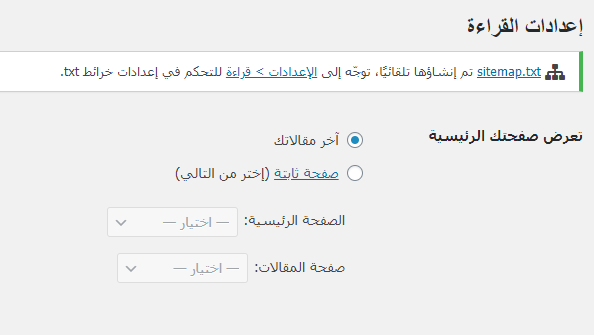 إعدادات القراءة
sitemap.txt تم إنشاؤها تلقائيًا، توجّه إلى الإعدادات > قراءة للتحكم في إعدادات خرائط txt.
تعرض صفحتك الرئيسية
آخر مقالاتك
صفحة ثابتة (إختر من التالي)
الصفحة الرئيسية: — اختيار —
صفحة المقالات: — اختيار —